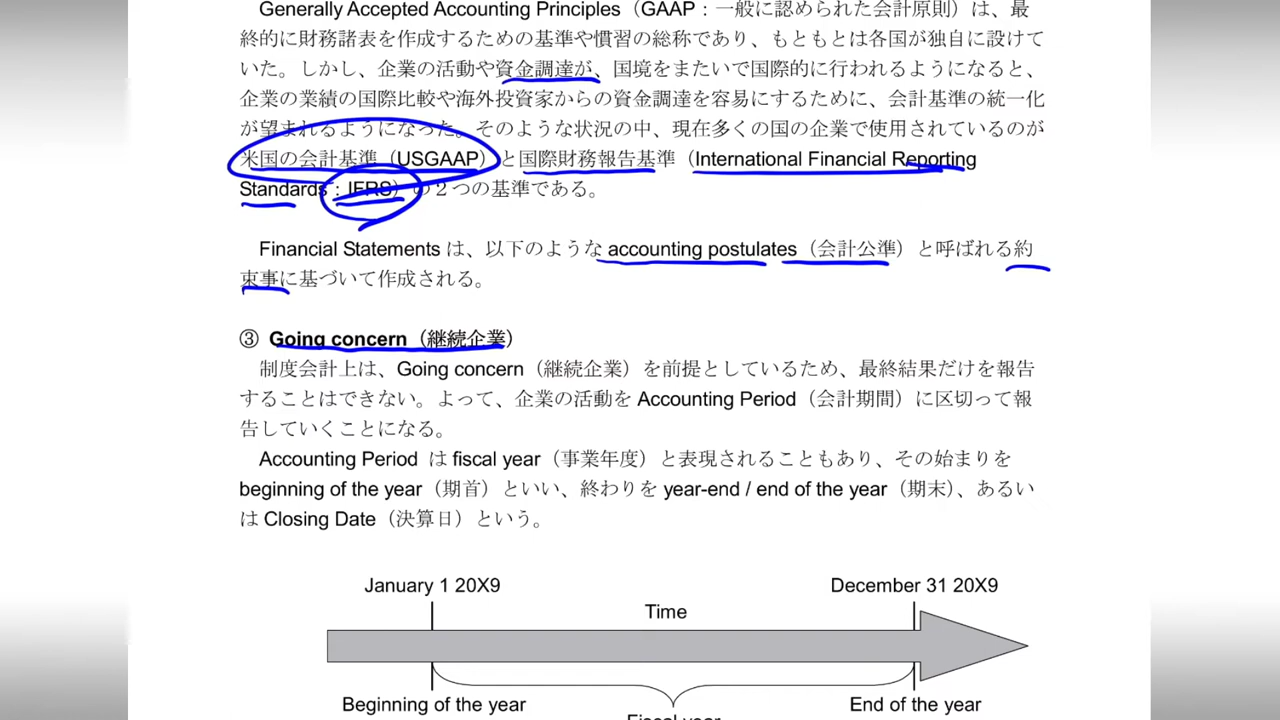 Generally Accepted Accounting Principles（GAAP：一般に認められた会計原則）は、最
終的に財務諸表を作成するための基準や慣習の総称であり、もともとは各国が独自に設けて
いた。しかし、企業の活動や資金調達が、国境をまたいで国際的に行われるようになると、
企業の業績の国際比較や海外投資家からの資金調達を容易にするために、会計基準の統一化
が望まれるようになった。そのような状況の中、現在多くの国の企業で使用されているのが
米国の会計基準（USGAAP）と国際財務報告基準（International Financial Reporting
Standards：IFRS）の２つの基準である。
Financial Statements は、以下のような accounting postulates（会計公準）と呼ばれる約
束事に基づいて作成される。
③ Going concern（継続企業）
制度会計上は、Going concern（継続企業）を前提としているため、最終結果だけを報告
することはできない。よって、企業の活動を Accounting Period（会計期間）に区切って報
告していくことになる。
Accounting Period は fiscal year（事業年度）と表現されることもあり、その始まりを
beginning of the year（期首）といい、終わりを year-end / end of the year（期末）、あるい
は Closing Date（決算日）という。
January 1 20X9 December 31 20X9
Time
Beginning of the year End of the year
Fiscal year